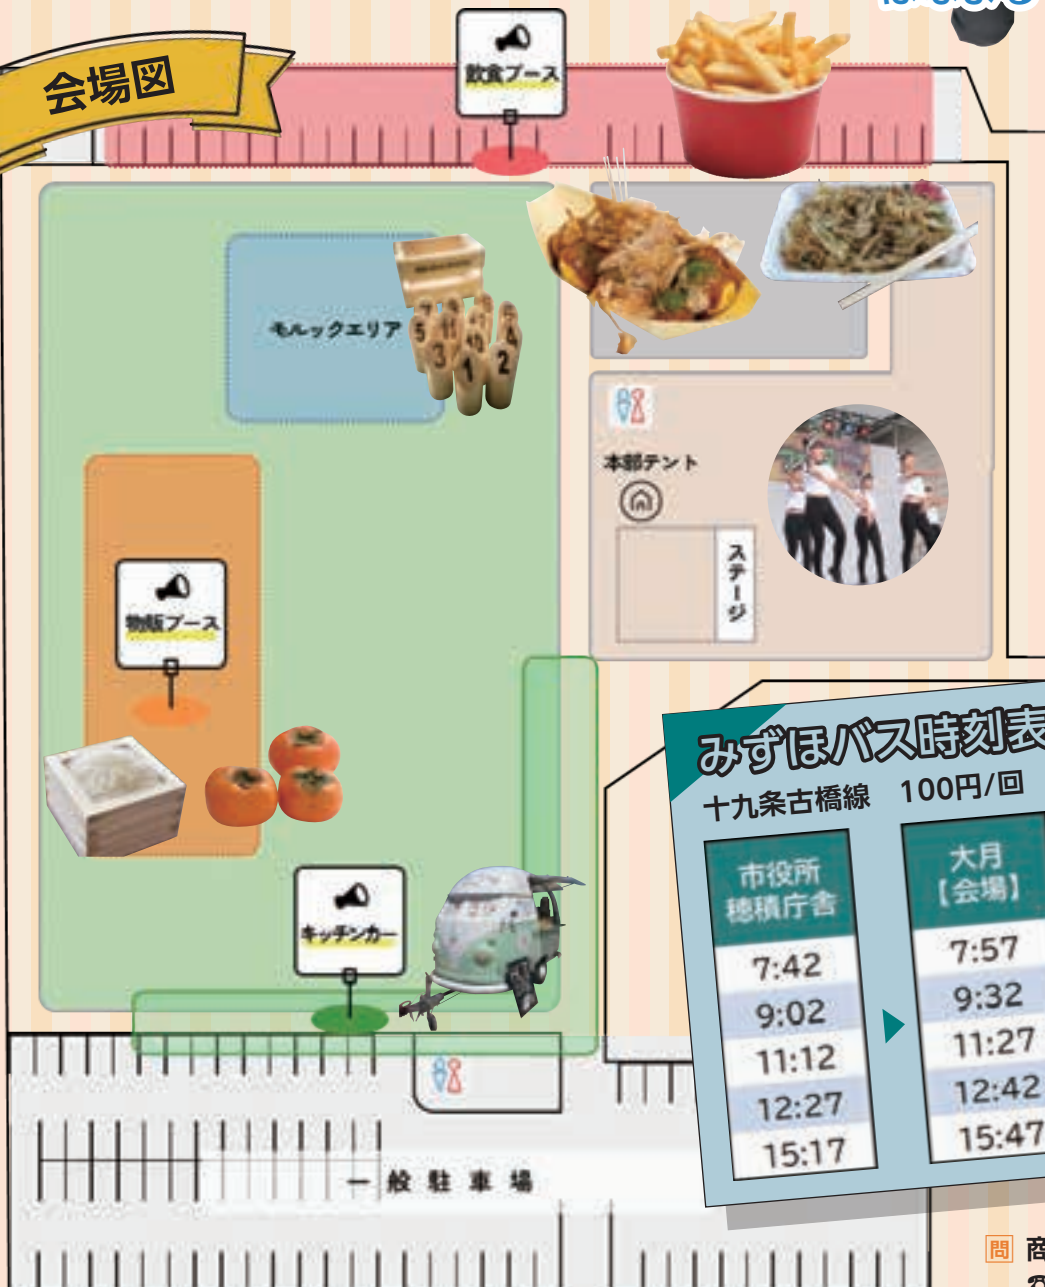 会場図
飲食ブース
モルックエリア
本部テント
ステージ
物販ブース
キッチンカー
一般駐車場
みずほバス時刻表
十九条古橋線 100円/回
市役所
穂積庁舎
大月
【会場】
7:42 7:57
9:02 9:32
11:12 11:27
12:27 12:42
15:17 15:47
問 商